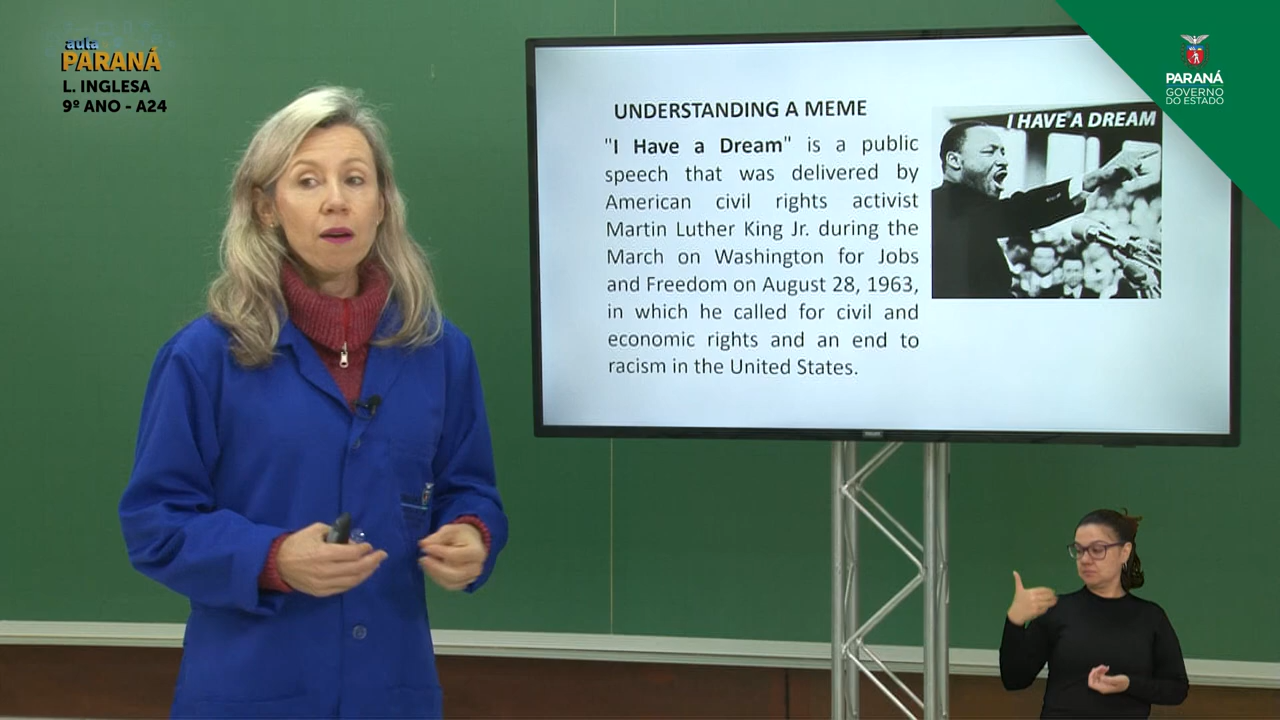 aula
PARANÁ
L. INGLESA
9º ANO - A24
UNDERSTANDING A MEME
"I Have a Dream" is a public
speech that was delivered by
American civil rights activist
Martin Luther King Jr. during the
March on Washington for Jobs
and Freedom on August 28, 1963,
in which he called for civil and
economic rights and an end to
racism in the United States.
I HAVE A DREAM
PARANÁ
GOVERNO
DO ESTADO